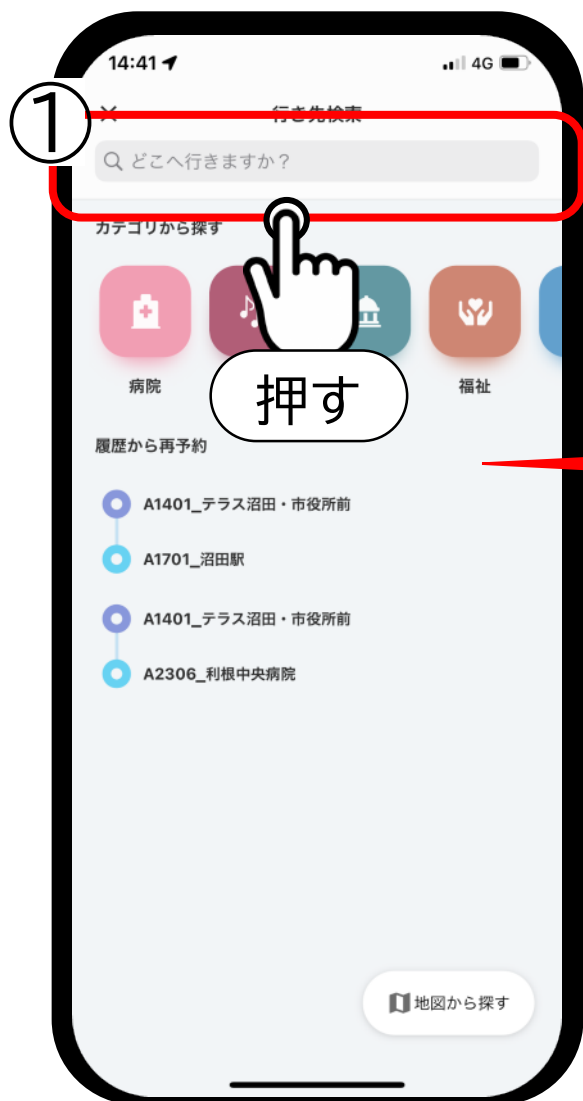 14:41
4G
①
行き先検索
どこへ行きますか？
カテゴリから探す
病院
福祉
押す
履歴から再予約
A1401_テラス沼田・市役所前
A1701_沼田駅
A1401_テラス沼田・市役所前
A2306_利根中央病院
地図から探す